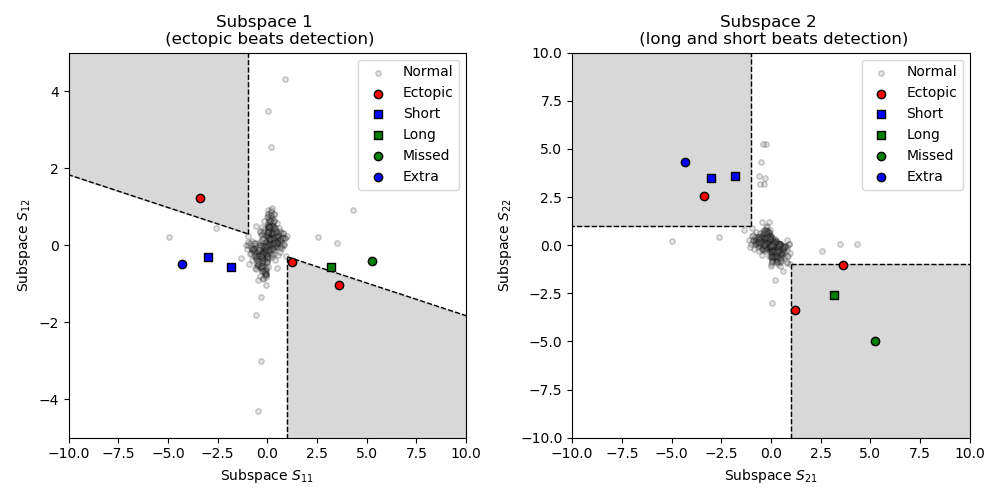 Subspace 1
(ectopic beats detection)
Subspace S₁₂
4
2
0
−2
−4
Normal
Ectopic
Short
Long
Missed
Extra
−10.0 −7.5 −5.0 −2.5 0.0 2.5 5.0 7.5 10.0
Subspace S₁₁
Subspace 2
(long and short beats detection)
Subspace S₂₂
10.0
7.5
5.0
2.5
0.0
−2.5
−5.0
−7.5
−10.0
Normal
Ectopic
Short
Long
Missed
Extra
−10.0 −7.5 −5.0 −2.5 0.0 2.5 5.0 7.5 10.0
Subspace S₂₁